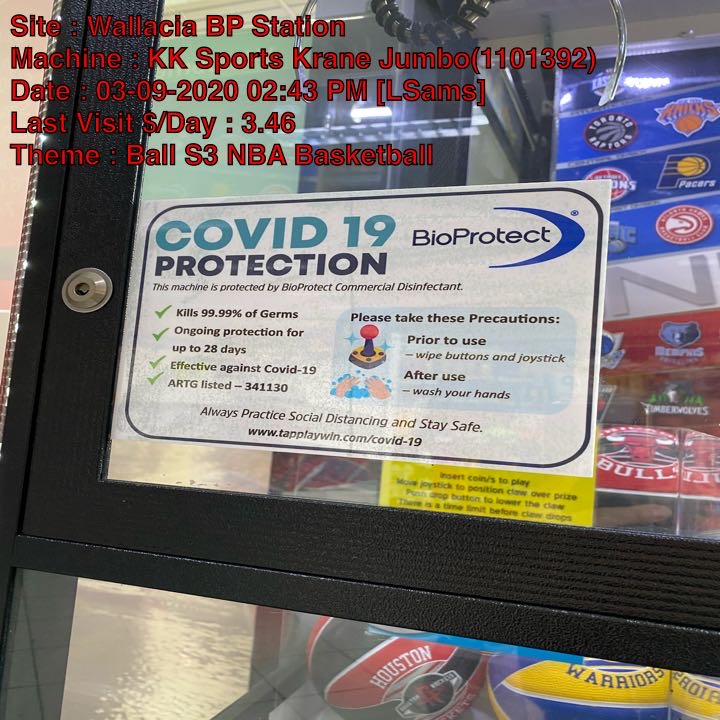 Site : Wallacia BP Station
Machine : KK Sports Krane Jumbo(1101392)
Date : 03-09-2020 02:43 PM [LSams]
Last Visit $/Day : 3.46
Theme : Ball S3 NBA Basketball
RAPTORS
KNICKS
Pacers
COVID 19
PROTECTION
BioProtect®
This machine is protected by BioProtect Commercial Disinfectant.
Kills 99.99% of Germs
Ongoing protection for
up to 28 days
Effective against Covid-19
ARTG listed – 341130
Please take these Precautions:
Prior to use
– wipe buttons and joystick
After use
– wash your hands
Always Practice Social Distancing and Stay Safe.
www.tapplaywin.com/covid-19
MEMPHIS
TIMBERWOLVES
BULLS
Insert coin/s to play
Move joystick to position claw over prize
Push drop button to lower the claw
There is a time limit before claw drops
HOUSTON
WARRIORS